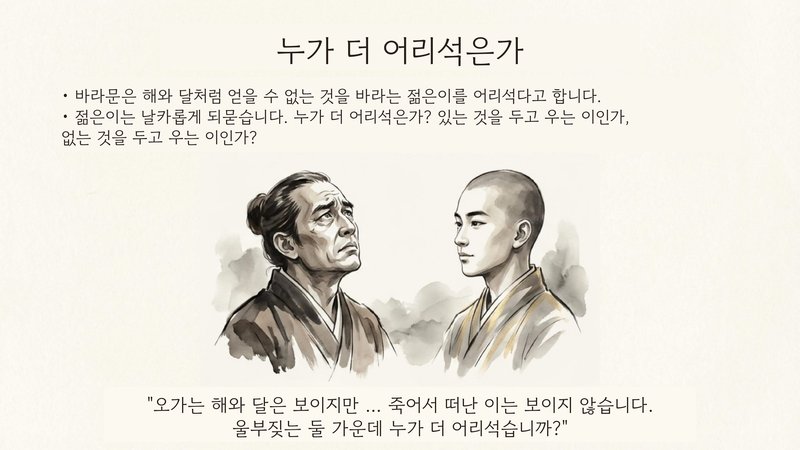 누가 더 어리석은가
• 바라문은 해와 달처럼 얻을 수 없는 것을 바라는 젊은이를 어리석다고 합니다.
• 젊은이는 날카롭게 되묻습니다. 누가 더 어리석은가? 있는 것을 두고 우는 이인가,
없는 것을 두고 우는 이인가?
"오가는 해와 달은 보이지만 ... 죽어서 떠난 이는 보이지 않습니다.
울부짖는 둘 가운데 누가 더 어리석습니까?"